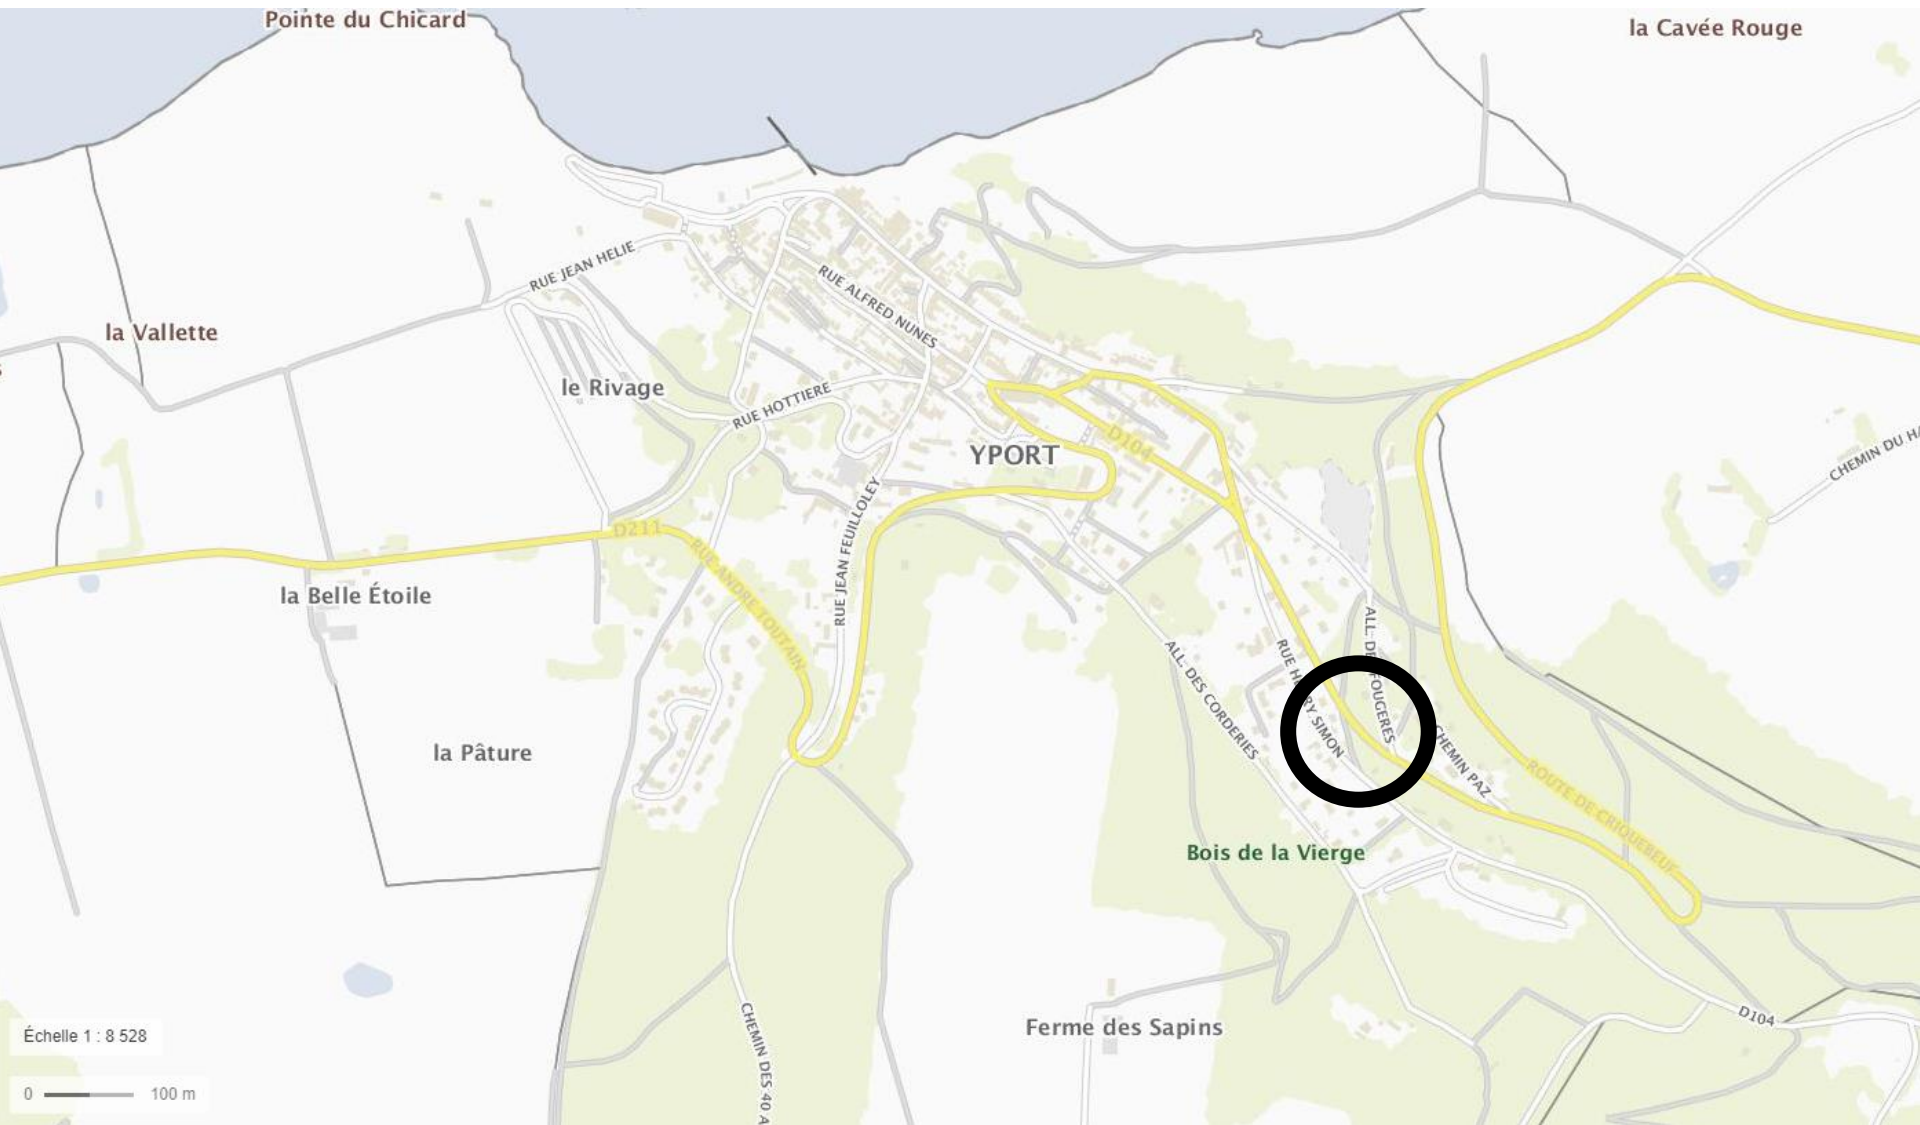 Pointe du Chicard
la Cavée Rouge
RUE JEAN HELIE
RUE ALFRED NUNES
la Vallette
le Rivage
RUE HOTTIERE
D104
YPORT
CHEMIN DU
D211
RUE ANDRE TOUTAIN
RUE JEAN FEUILLOLEY
la Belle Étoile
ALL. DES CORDERIES
RUE H RY SIMON
ALL. DE FOUGERES
CHEMIN PAZ
ROUTE DE CRIQUEBEUF
la Pâture
Bois de la Vierge
Ferme des Sapins
D104
CHEMIN DES 40 A
Échelle 1 : 8 528
0 100 m